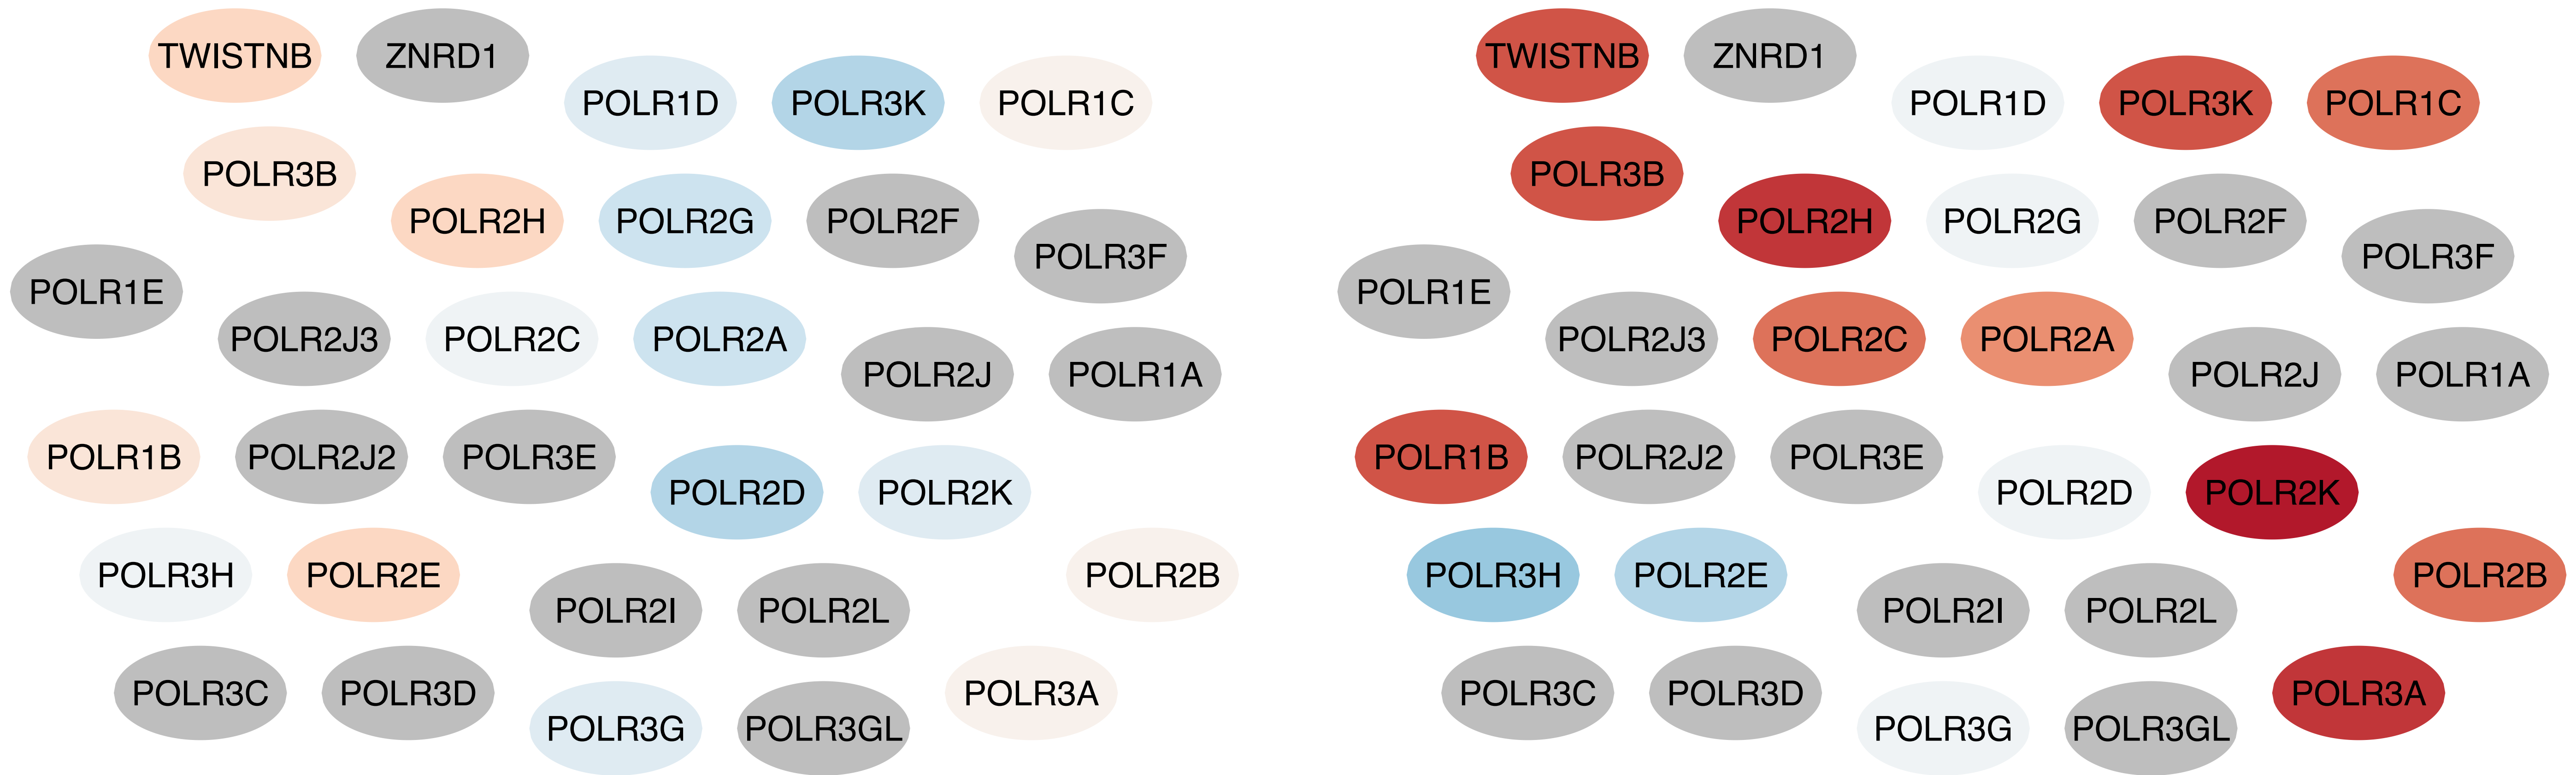 TWISTNB ZNRD1
POLR1D POLR3K POLR1C
POLR3B
POLR2H POLR2G POLR2F
POLR3F
POLR1E
POLR2J3 POLR2C POLR2A
POLR2J POLR1A
POLR1B POLR2J2 POLR3E
POLR2D POLR2K
POLR3H POLR2E POLR2B
POLR2I POLR2L
POLR3C POLR3D POLR3A
POLR3G POLR3GL
TWISTNB ZNRD1
POLR1D POLR3K POLR1C
POLR3B
POLR2H POLR2G POLR2F
POLR3F
POLR1E
POLR2J3 POLR2C POLR2A
POLR2J POLR1A
POLR1B POLR2J2 POLR3E
POLR2D POLR2K
POLR3H POLR2E POLR2B
POLR2I POLR2L
POLR3C POLR3D POLR3A
POLR3G POLR3GL